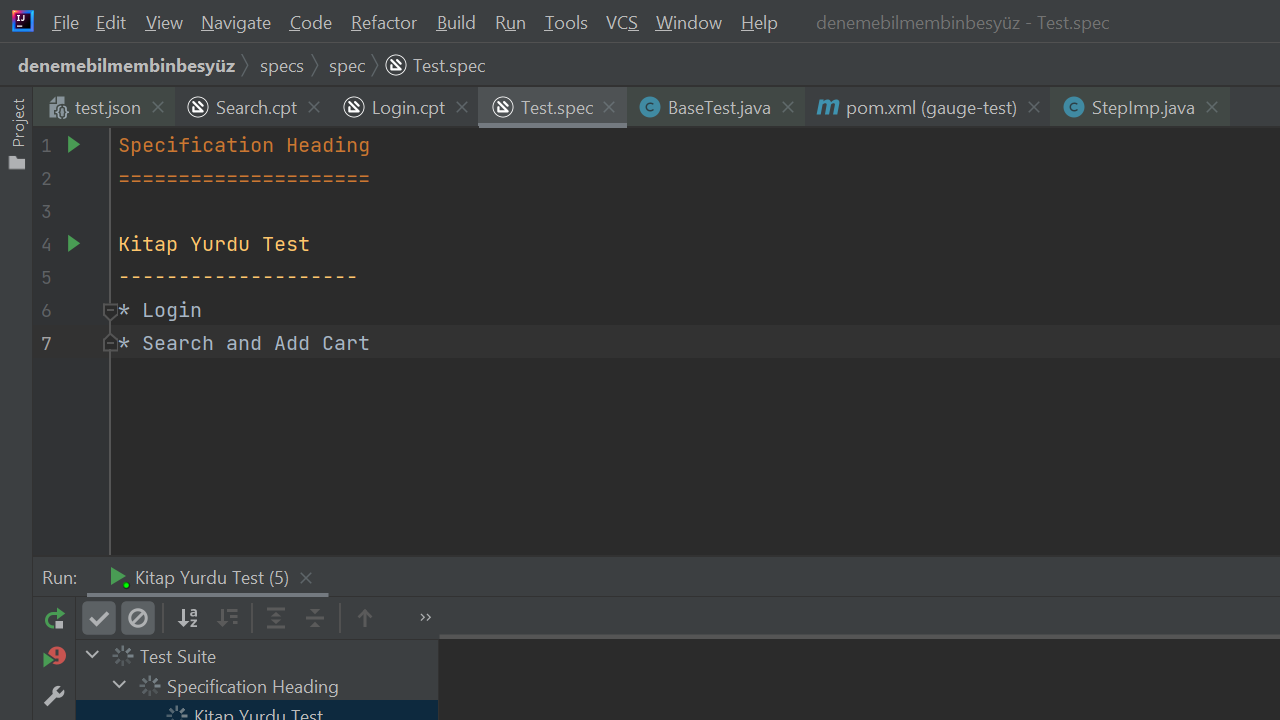 File Edit View Navigate Code Refactor Build Run Tools VCS Window Help denemebilmembinbesyüz - Test.spec
denemebilmembinbesyüz specs spec Test.spec
Project
test.json Search.cpt Login.cpt Test.spec BaseTest.java pom.xml (gauge-test) StepImp.java
1 Specification Heading
2 =====================
3
4 Kitap Yurdu Test
5 --------------------
6 * Login
7 * Search and Add Cart
Run: Kitap Yurdu Test (5)
Test Suite
Specification Heading
Kitap Yurdu Test